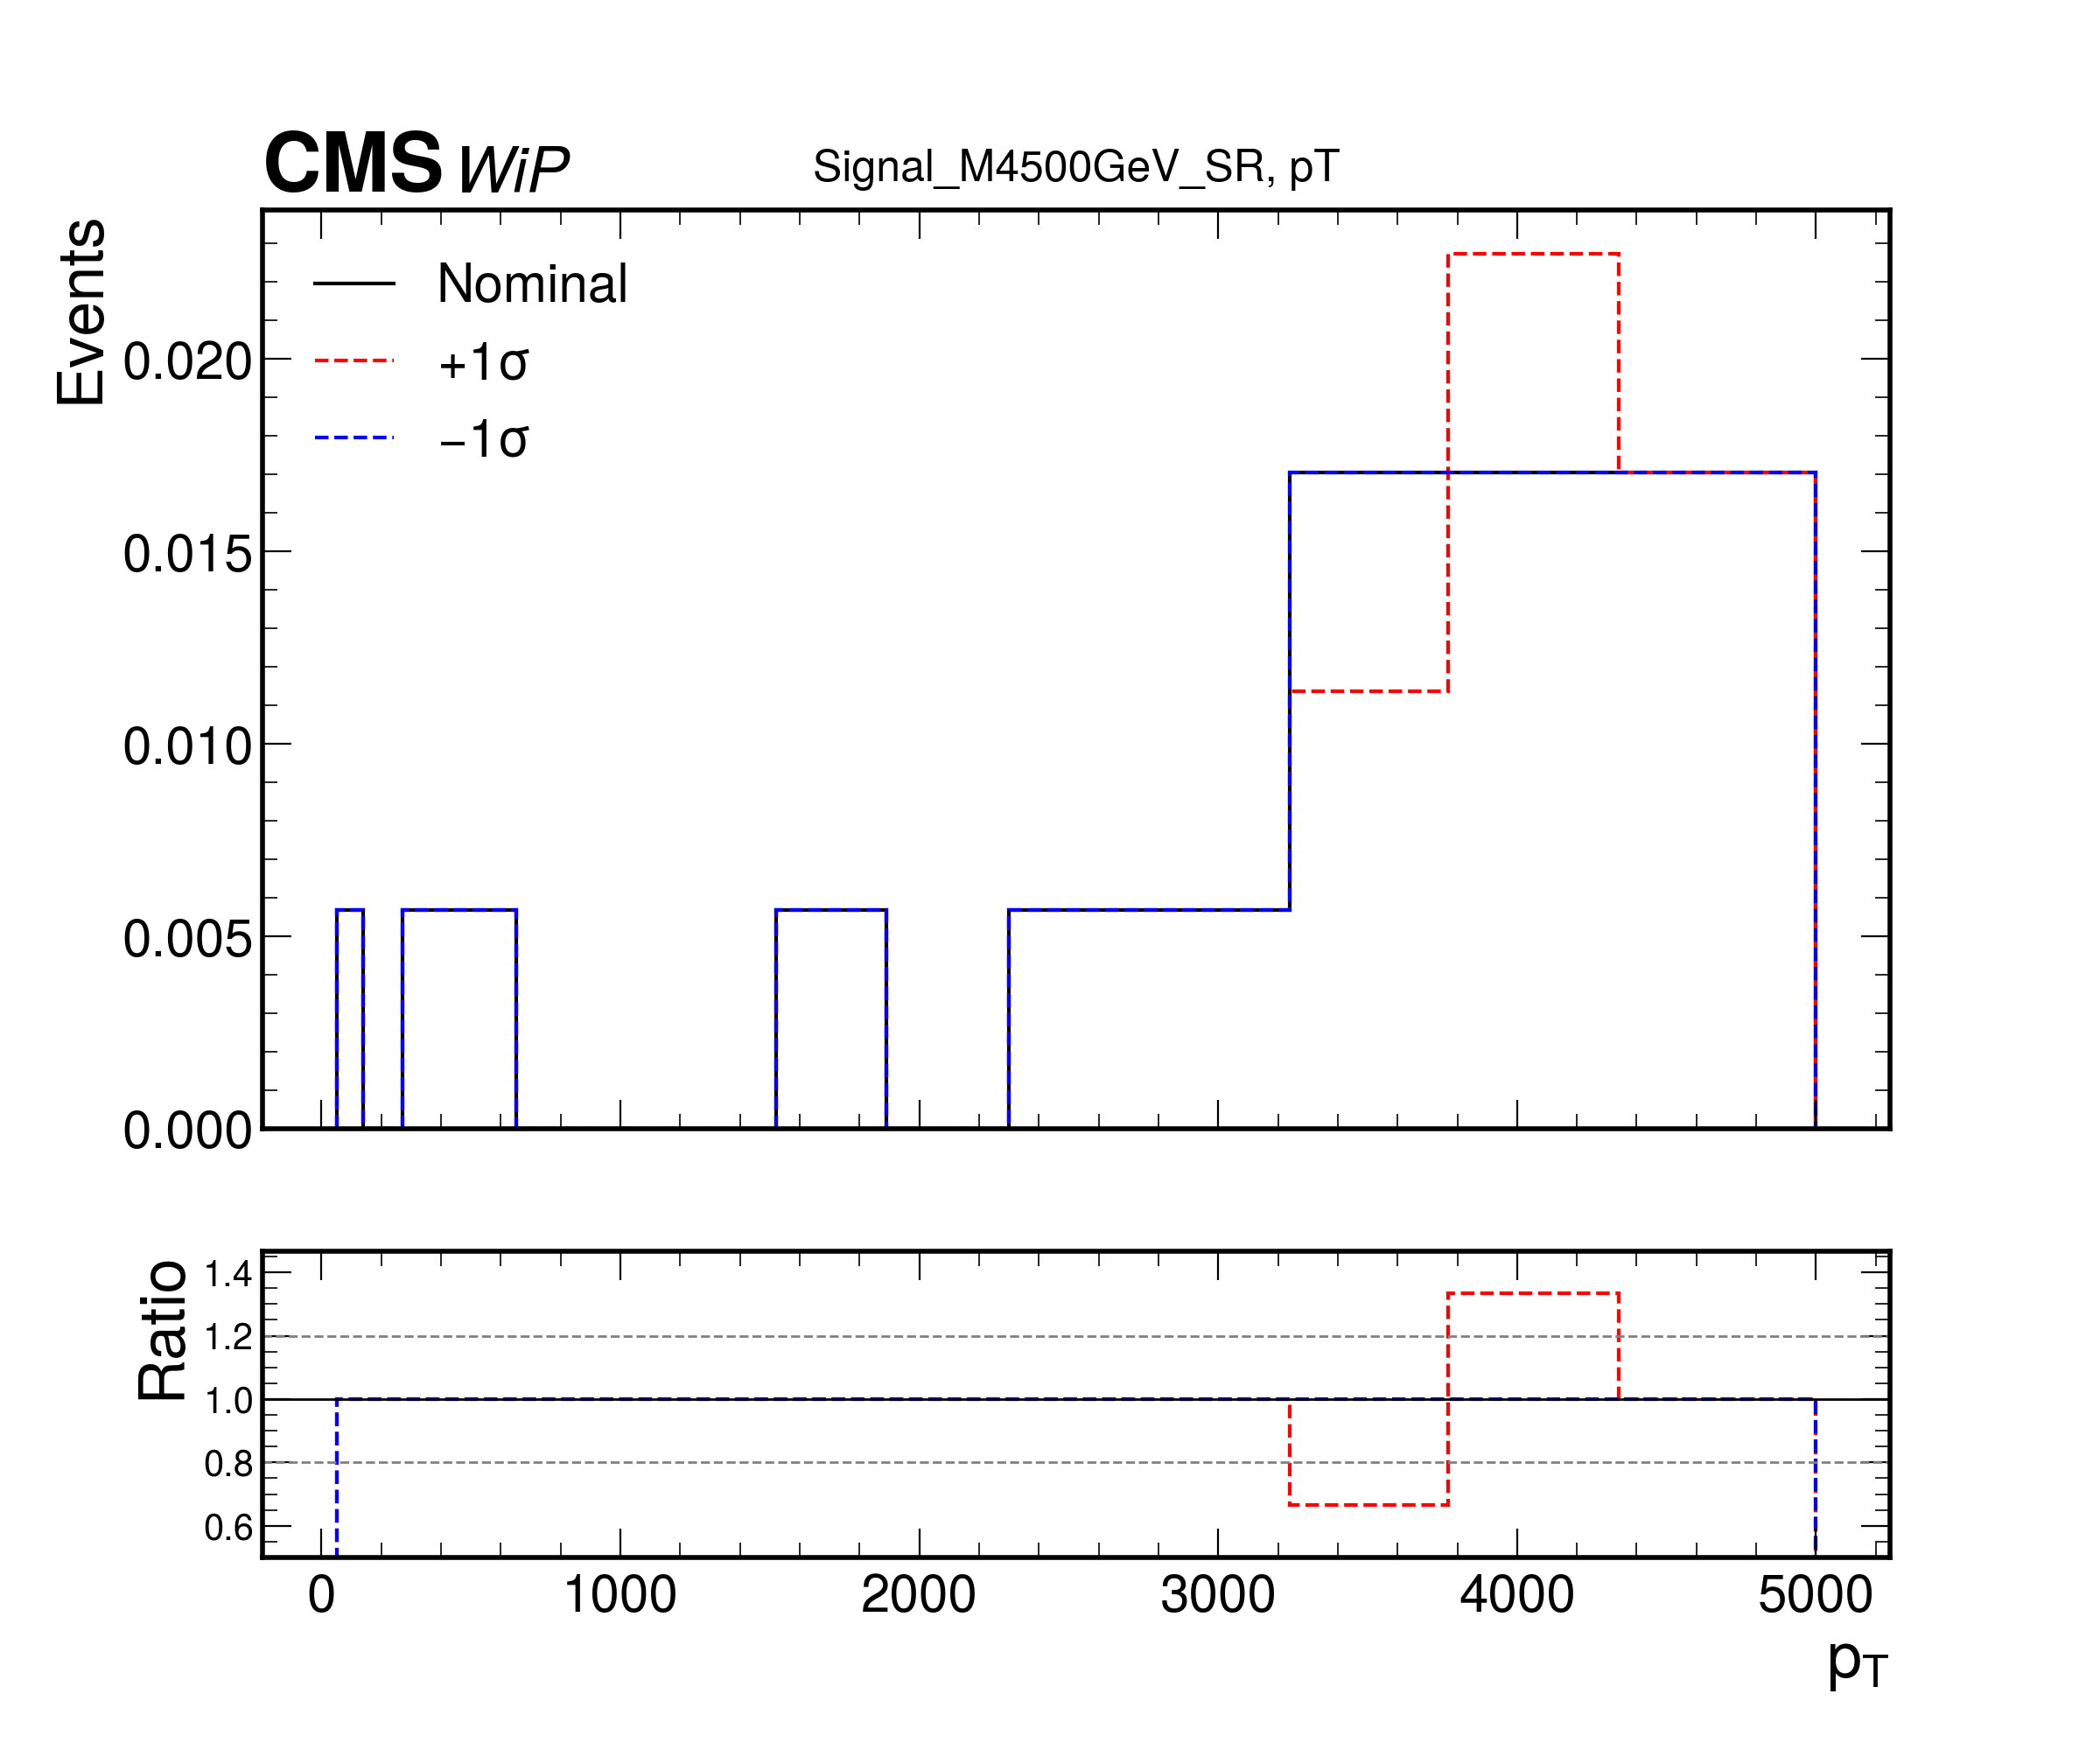 CMS WiP
Signal_M4500GeV_SR, pT
Events
Nominal
+1σ
−1σ
0.020
0.015
0.010
0.005
0.000
Ratio
1.4
1.2
1.0
0.8
0.6
0 1000 2000 3000 4000 5000
pT